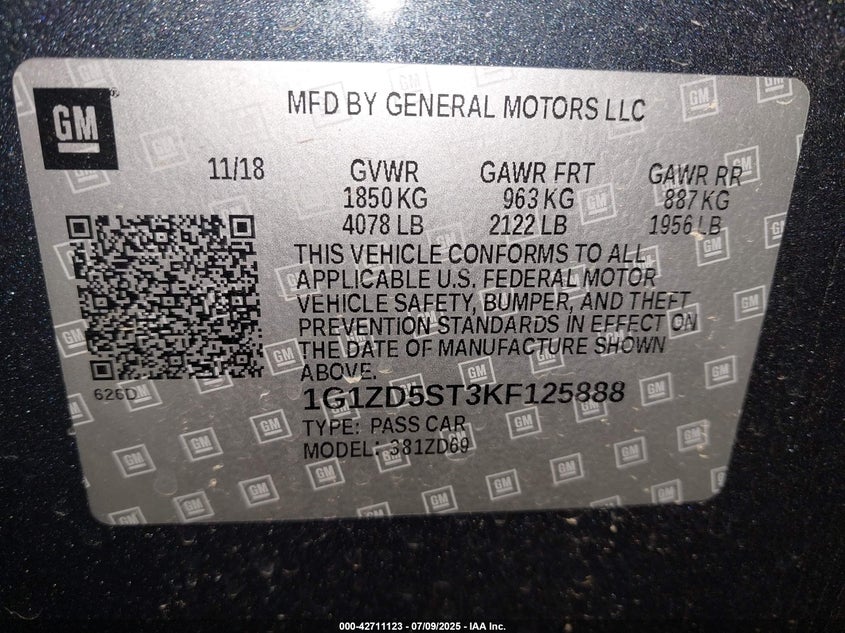 GM
MFD BY GENERAL MOTORS LLC
11/18 GVWR GAWR FRT GAWR RR
1850 KG 963 KG 887 KG
4078 LB 2122 LB 1956 LB
THIS VEHICLE CONFORMS TO ALL
APPLICABLE U.S. FEDERAL MOTOR
VEHICLE SAFETY, BUMPER, AND THEFT
PREVENTION STANDARDS IN EFFECT ON
THE DATE OF MANUFACTURE SHOWN
ABOVE.
626D
1G1ZD5ST3KF125888
TYPE: PASS CAR
MODEL: 381ZD69
000-42711123 / 07/09/2025 - IAA Inc.